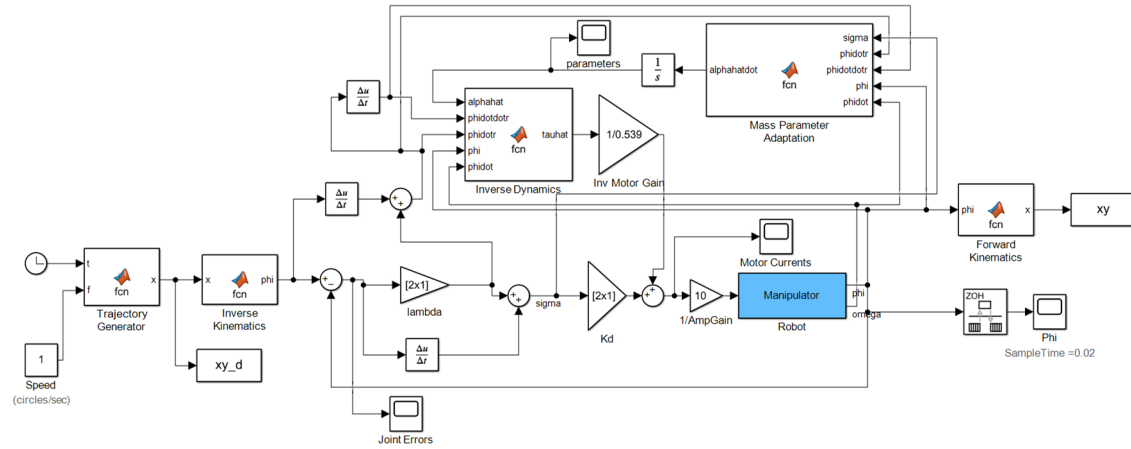 sigma
phidotr
phidotdotr
phi
phidot
alphahatdot
fcn
Mass Parameter
Adaptation
1
s
parameters
Δu
Δt
alphahat
phidotdotr
phidotr
phi
phidot
tauhat
fcn
Inverse Dynamics
1/0.539
Inv Motor Gain
Δu
Δt
+
+
phi
fcn
x
Forward
Kinematics
xy
t
f
x
fcn
Trajectory
Generator
x
phi
fcn
Inverse
Kinematics
+
−
[2x1]
lambda
+
+
sigma
[2x1]
Kd
+
+
Motor Currents
10
1/AmpGain
Manipulator
phi
omega
Robot
ZOH
Phi
SampleTime =0.02
1
Speed
(circles/sec)
xy_d
Δu
Δt
Joint Errors